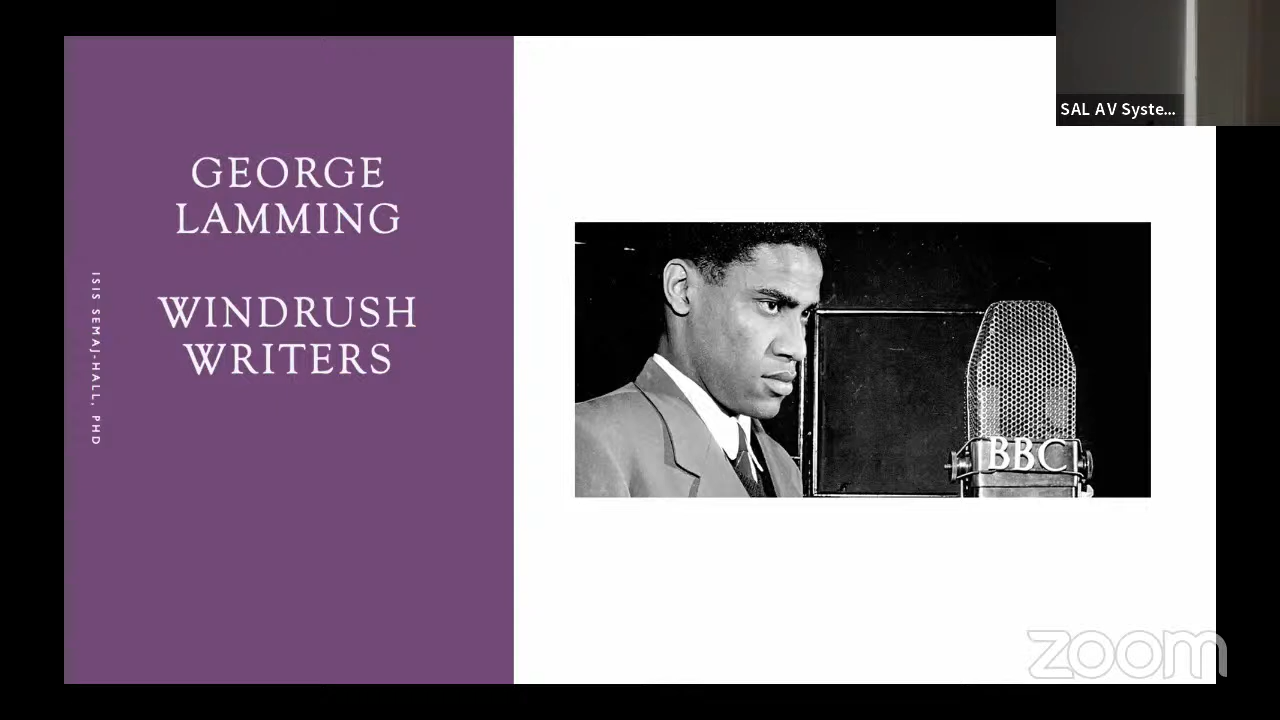 SAL AV Syste...
GEORGE
LAMMING
WINDRUSH
WRITERS
ISIS SEMAJ-HALL, PHD
BBC
zoom